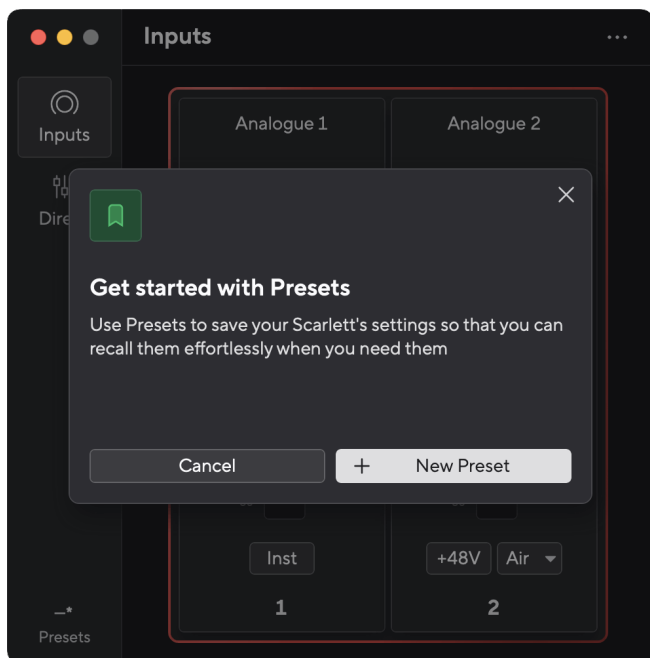 Inputs
Inputs
Analogue 1
Analogue 2
Get started with Presets
Use Presets to save your Scarlett's settings so that you can
recall them effortlessly when you need them
Cancel
+ New Preset
Inst
+48V
Air
1
2
_*
Presets